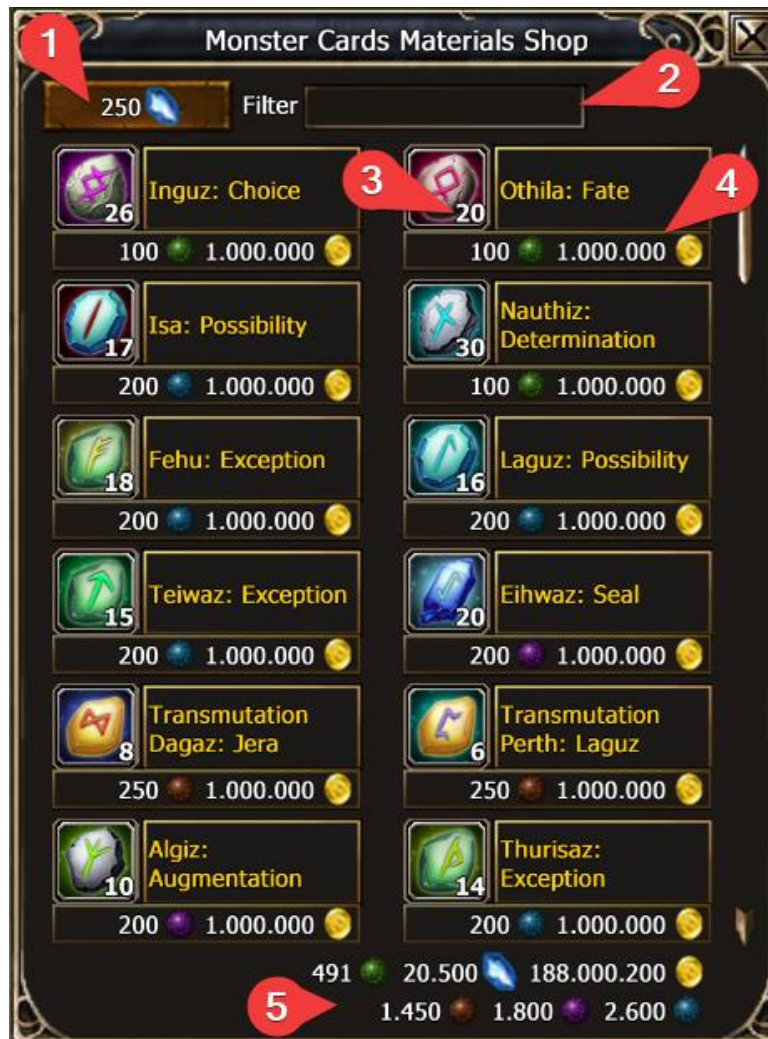 Monster Cards Materials Shop
1
250 Filter
2
26 Inguz: Choice
3
20 Othila: Fate
4
100 1.000.000
100 1.000.000
17 Isa: Possibility
30 Nauthiz:
Determination
200 1.000.000
100 1.000.000
18 Fehu: Exception
16 Laguz: Possibility
200 1.000.000
200 1.000.000
15 Teiwaz: Exception
20 Eihwaz: Seal
200 1.000.000
200 1.000.000
Transmutation
8 Dagaz: Jera
Transmutation
6 Perth: Laguz
250 1.000.000
250 1.000.000
Algiz:
10 Augmentation
Thurisaz:
14 Exception
200 1.000.000
200 1.000.000
491 20.500 188.000.200
5
1.450 1.800 2.600